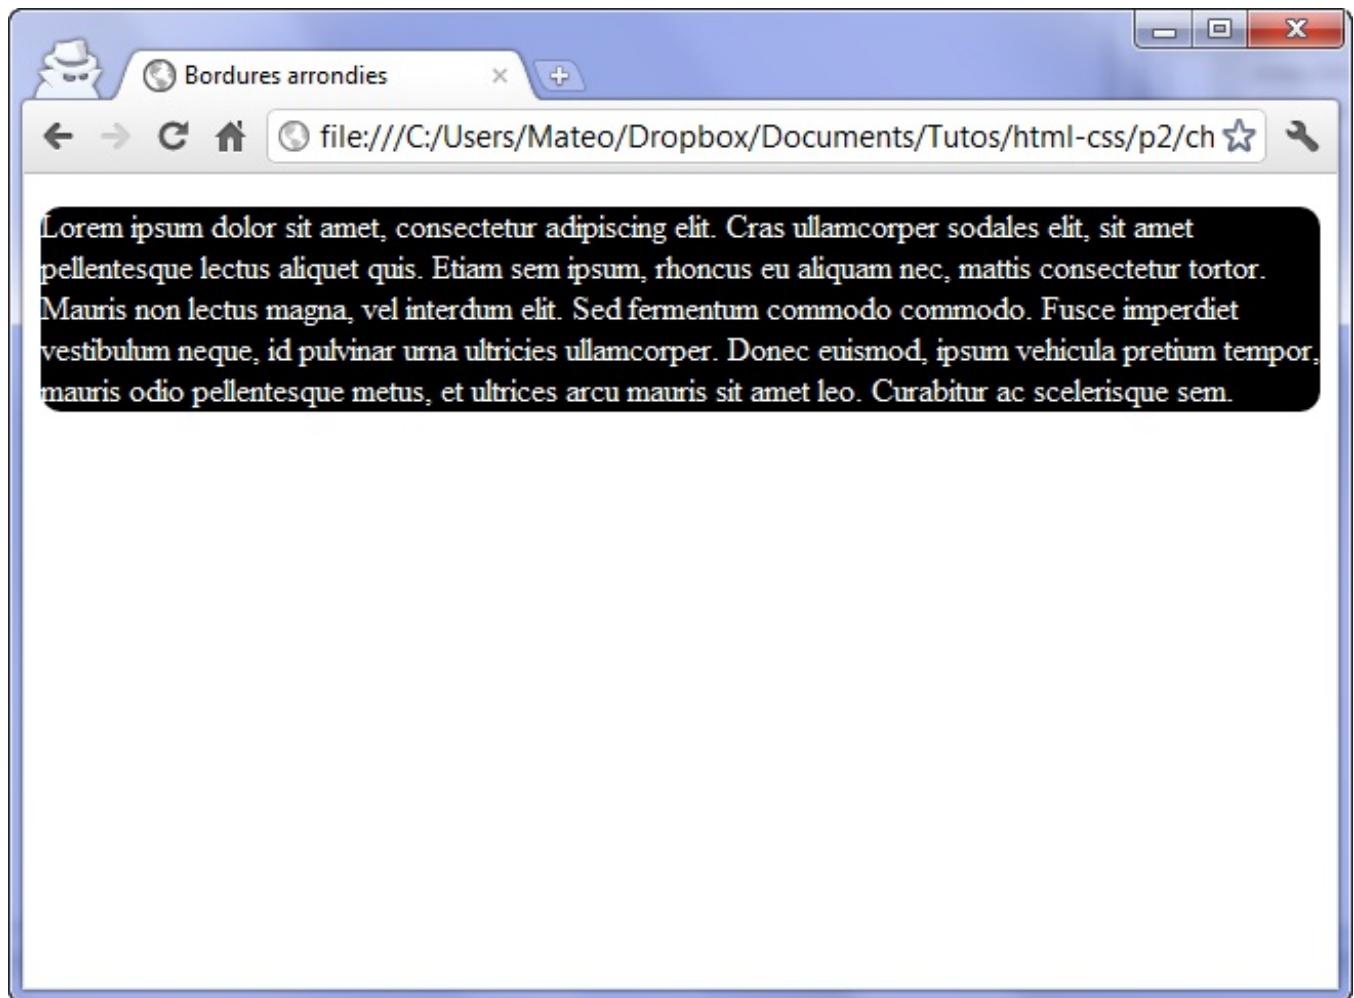 Bordures arrondies
file:///C:/Users/Mateo/Dropbox/Documents/Tutos/html-css/p2/ch
Lorem ipsum dolor sit amet, consectetur adipiscing elit. Cras ullamcorper sodales elit, sit amet
pellentesque lectus aliquet quis. Etiam sem ipsum, rhoncus eu aliquam nec, mattis consectetur tortor.
Mauris non lectus magna, vel interdum elit. Sed fermentum commodo commodo. Fusce imperdiet
vestibulum neque, id pulvinar urna ultricies ullamcorper. Donec euismod, ipsum vehicula pretium tempor,
mauris odio pellentesque metus, et ultrices arcu mauris sit amet leo. Curabitur ac scelerisque sem.